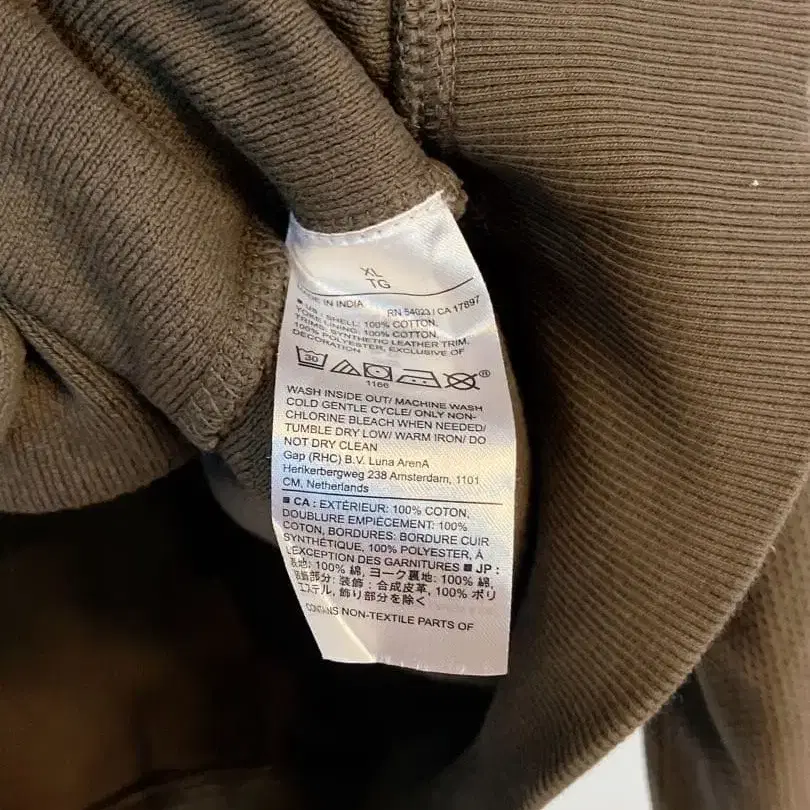 XL
TG
MADE IN INDIA RN 54023 / CA 17897
■ US : SHELL: 100% COTTON,
YOKE LINING: 100% COTTON,
TRIMS: SYNTHETIC LEATHER TRIM,
100% POLYESTER, EXCLUSIVE OF
DECORATION
30
1166
WASH INSIDE OUT/ MACHINE WASH
COLD GENTLE CYCLE/ ONLY NON-
CHLORINE BLEACH WHEN NEEDED/
TUMBLE DRY LOW/ WARM IRON/ DO
NOT DRY CLEAN
Gap (RHC) B.V. Luna ArenA
Herikerbergweg 238 Amsterdam, 1101
CM, Netherlands
■ CA : EXTÉRIEUR: 100% COTON,
DOUBLURE EMPIÈCEMENT: 100%
COTON, BORDURES: BORDURE CUIR
SYNTHÉTIQUE, 100% POLYESTER, À
L'EXCEPTION DES GARNITURES ■ JP :
表地: 100% 綿, ヨーク裏地: 100% 綿,
部分: 装飾 : 合成皮革, 100% ポリ
エステル, 飾り部分を除く
CONTAINS NON-TEXTILE PARTS OF